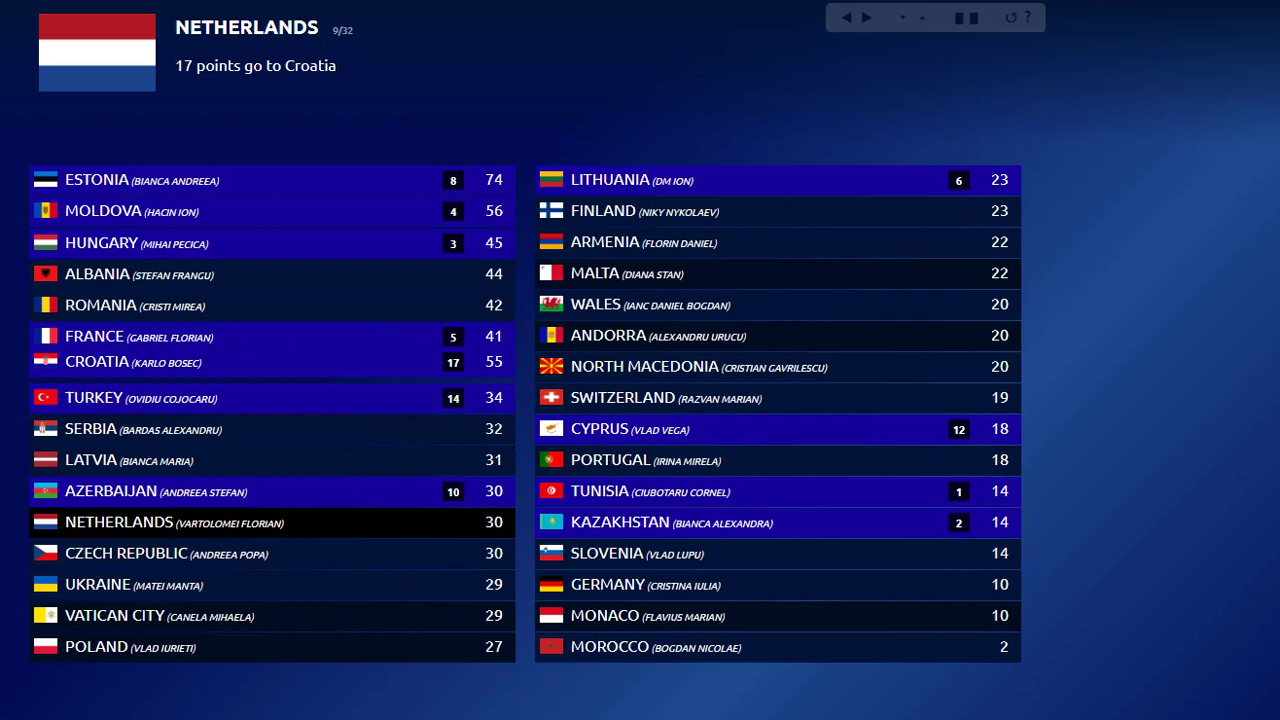 NETHERLANDS 9/32
17 points go to Croatia
ESTONIA (BIANCA ANDREEA) 8 74
MOLDOVA (HACIN ION) 4 56
HUNGARY (MIHAI PECICA) 3 45
ALBANIA (STEFAN FRANGU) 44
ROMANIA (CRISTI MIREA) 42
FRANCE (GABRIEL FLORIAN) 5 41
CROATIA (KARLO BOSEC) 17 55
TURKEY (OVIDIU COJOCARU) 14 34
SERBIA (BARDAS ALEXANDRU) 32
LATVIA (BIANCA MARIA) 31
AZERBAIJAN (ANDREEA STEFAN) 10 30
NETHERLANDS (VARTOLOMEI FLORIAN) 30
CZECH REPUBLIC (ANDREEA POPA) 30
UKRAINE (MATEI MANTA) 29
VATICAN CITY (CANELA MIHAELA) 29
POLAND (VLAD IURIETI) 27
LITHUANIA (DM ION) 6 23
FINLAND (NIKY NYKOLAEV) 23
ARMENIA (FLORIN DANIEL) 22
MALTA (DIANA STAN) 22
WALES (IANC DANIEL BOGDAN) 20
ANDORRA (ALEXANDRU URUCU) 20
NORTH MACEDONIA (CRISTIAN GAVRILESCU) 20
SWITZERLAND (RAZVAN MARIAN) 19
CYPRUS (VLAD VEGA) 12 18
PORTUGAL (IRINA MIRELA) 18
TUNISIA (CIUBOTARU CORNEL) 1 14
KAZAKHSTAN (BIANCA ALEXANDRA) 2 14
SLOVENIA (VLAD LUPU) 14
GERMANY (CRISTINA IULIA) 10
MONACO (FLAVIUS MARIAN) 10
MOROCCO (BOGDAN NICOLAE) 2